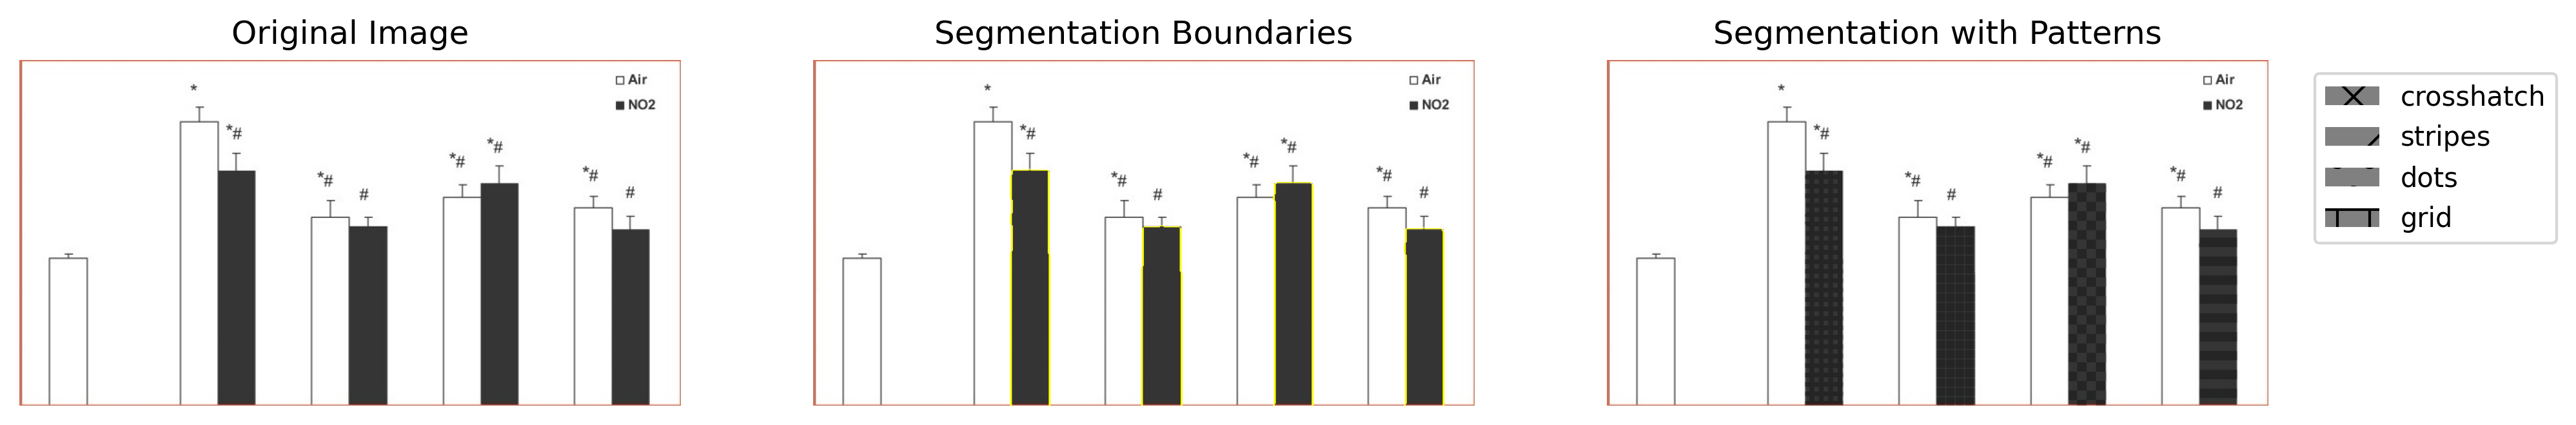 Original Image
Air
NO2
*
*#
*#
#
*#
*#
*#
#
Segmentation Boundaries
Air
NO2
*
*#
*#
#
*#
*#
*#
#
Segmentation with Patterns
Air
NO2
*
*#
*#
#
*#
*#
*#
#
crosshatch
stripes
dots
grid